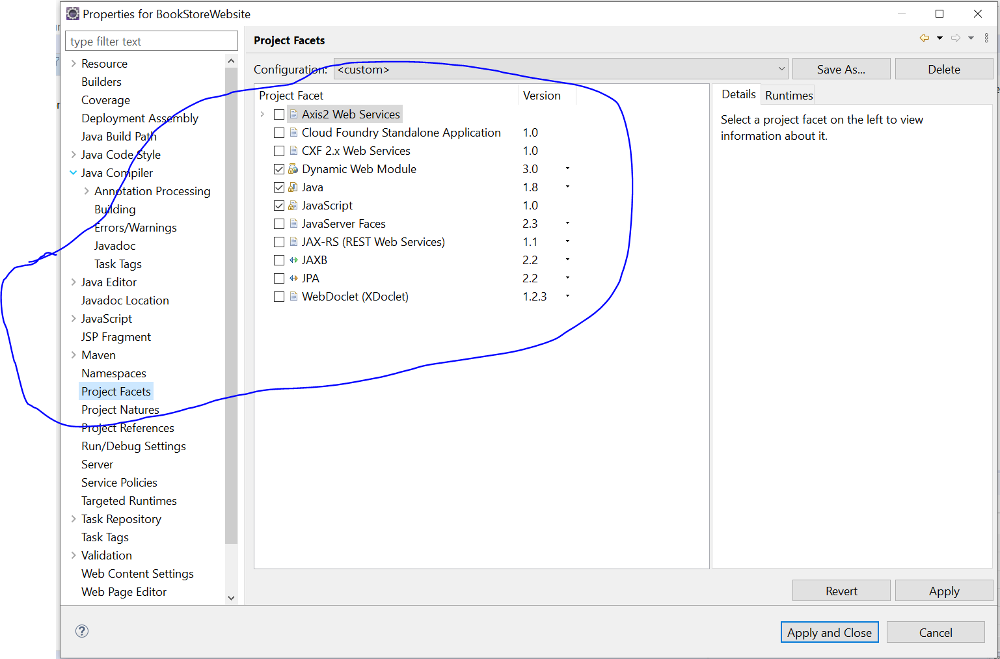 Properties for BookStoreWebsite
type filter text
Resource
Builders
Coverage
Deployment Assembly
Java Build Path
Java Code Style
Java Compiler
Annotation Processing
Building
Errors/Warnings
Javadoc
Task Tags
Java Editor
Javadoc Location
JavaScript
JSP Fragment
Maven
Namespaces
Project Facets
Project Natures
Project References
Run/Debug Settings
Server
Service Policies
Targeted Runtimes
Task Repository
Task Tags
Validation
Web Content Settings
Web Page Editor
Project Facets
Configuration: <custom> Save As... Delete
Project Facet Version
Axis2 Web Services
Cloud Foundry Standalone Application 1.0
CXF 2.x Web Services 1.0
Dynamic Web Module 3.0
Java 1.8
JavaScript 1.0
JavaServer Faces 2.3
JAX-RS (REST Web Services) 1.1
JAXB 2.2
JPA 2.2
WebDoclet (XDoclet) 1.2.3
Details Runtimes
Select a project facet on the left to view
information about it.
Revert Apply
? Apply and Close Cancel